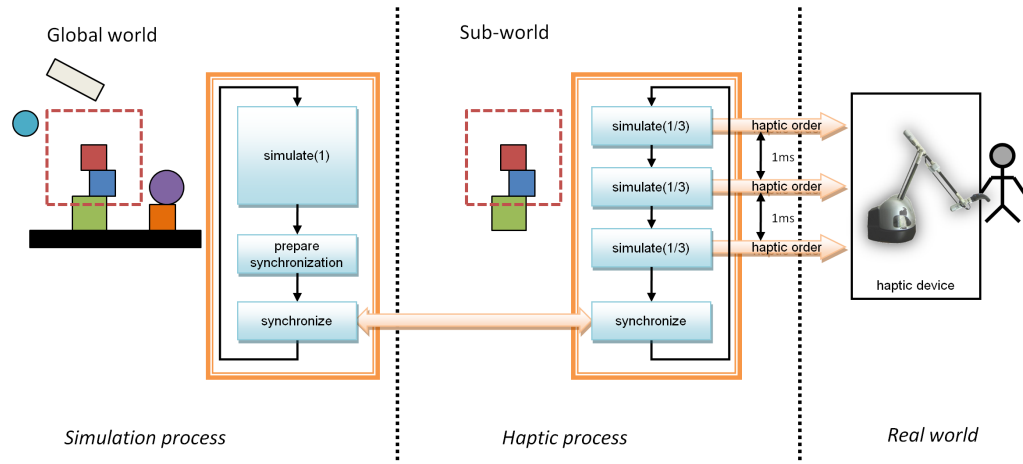 Global world
Sub-world
simulate(1)
prepare
synchronization
synchronize
simulate(1/3)
simulate(1/3)
simulate(1/3)
synchronize
haptic order
1ms
haptic order
1ms
haptic order
haptic device
Simulation process
Haptic process
Real world